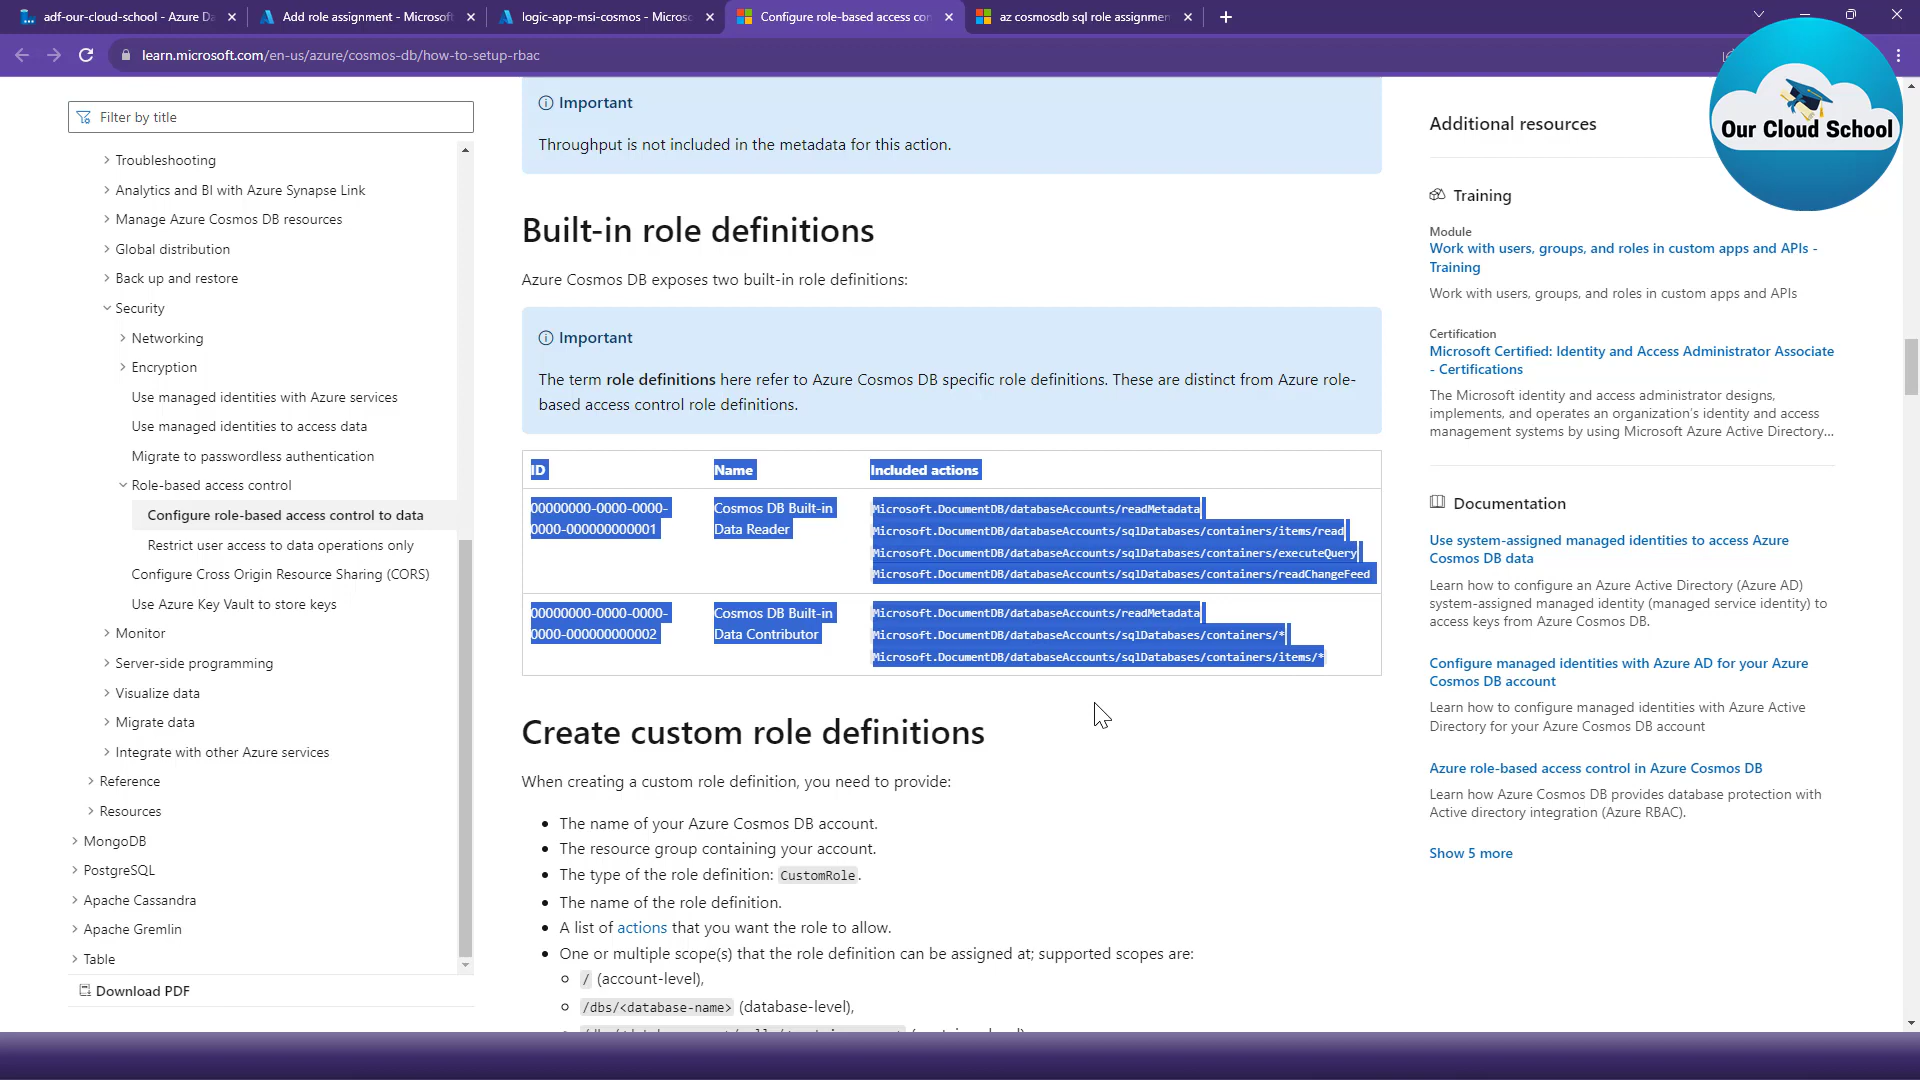 adf-our-cloud-school - Azure Da
Add role assignment - Microsoft
logic-app-msi-cosmos - Microso
Configure role-based access con
az cosmosdb sql role assignmen
learn.microsoft.com/en-us/azure/cosmos-db/how-to-setup-rbac
Our Cloud School
Filter by title
Troubleshooting
Analytics and BI with Azure Synapse Link
Manage Azure Cosmos DB resources
Global distribution
Back up and restore
Security
Networking
Encryption
Use managed identities with Azure services
Use managed identities to access data
Migrate to passwordless authentication
Role-based access control
Configure role-based access control to data
Restrict user access to data operations only
Configure Cross Origin Resource Sharing (CORS)
Use Azure Key Vault to store keys
Monitor
Server-side programming
Visualize data
Migrate data
Integrate with other Azure services
Reference
Resources
MongoDB
PostgreSQL
Apache Cassandra
Apache Gremlin
Table
Download PDF
Important
Throughput is not included in the metadata for this action.
Built-in role definitions
Azure Cosmos DB exposes two built-in role definitions:
Important
The term role definitions here refer to Azure Cosmos DB specific role definitions. These are distinct from Azure role-
based access control role definitions.
ID Name Included actions
00000000-0000-0000- Cosmos DB Built-in Microsoft.DocumentDB/databaseAccounts/readMetadata
0000-000000000001 Data Reader Microsoft.DocumentDB/databaseAccounts/sqlDatabases/containers/items/read
Microsoft.DocumentDB/databaseAccounts/sqlDatabases/containers/executeQuery
Microsoft.DocumentDB/databaseAccounts/sqlDatabases/containers/readChangeFeed
00000000-0000-0000- Cosmos DB Built-in Microsoft.DocumentDB/databaseAccounts/readMetadata
0000-000000000002 Data Contributor Microsoft.DocumentDB/databaseAccounts/sqlDatabases/containers/*
Microsoft.DocumentDB/databaseAccounts/sqlDatabases/containers/items/*
Create custom role definitions
When creating a custom role definition, you need to provide:
• The name of your Azure Cosmos DB account.
• The resource group containing your account.
• The type of the role definition: CustomRole.
• The name of the role definition.
• A list of actions that you want the role to allow.
• One or multiple scope(s) that the role definition can be assigned at; supported scopes are:
/ (account-level),
/dbs/<database-name> (database-level),
Additional resources
Training
Module
Work with users, groups, and roles in custom apps and APIs -
Training
Work with users, groups, and roles in custom apps and APIs
Certification
Microsoft Certified: Identity and Access Administrator Associate
- Certifications
The Microsoft identity and access administrator designs,
implements, and operates an organization's identity and access
management systems by using Microsoft Azure Active Directory...
Documentation
Use system-assigned managed identities to access Azure
Cosmos DB data
Learn how to configure an Azure Active Directory (Azure AD)
system-assigned managed identity (managed service identity) to
access keys from Azure Cosmos DB.
Configure managed identities with Azure AD for your Azure
Cosmos DB account
Learn how to configure managed identities with Azure Active
Directory for your Azure Cosmos DB account
Azure role-based access control in Azure Cosmos DB
Learn how Azure Cosmos DB provides database protection with
Active directory integration (Azure RBAC).
Show 5 more